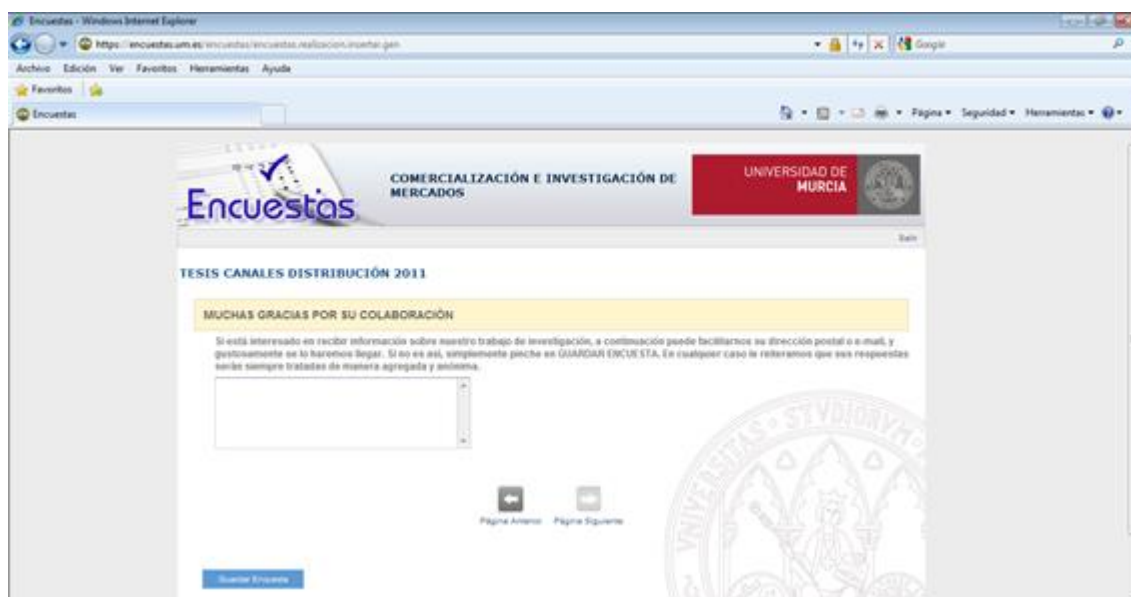 Encuestas - Windows Internet Explorer
https://encuestas.um.es/encuestas/encuestas.realizacion.insertar.gen
Google
Archivo Edición Ver Favoritos Herramientas Ayuda
Favoritos
Encuestas
Página Seguridad Herramientas
Encuestas
COMERCIALIZACIÓN E INVESTIGACIÓN DE
MERCADOS
UNIVERSIDAD DE
MURCIA
Salir
TESIS CANALES DISTRIBUCIÓN 2011
MUCHAS GRACIAS POR SU COLABORACIÓN
Si está interesado en recibir información sobre nuestro trabajo de investigación, a continuación puede facilitarnos su dirección postal o e-mail, y
gustosamente se lo haremos llegar. Si no es así, simplemente pinche en GUARDAR ENCUESTA. En cualquier caso le reiteramos que sus respuestas
serán siempre tratadas de manera agregada y anónima.
Página Anterior Página Siguiente
Guardar Encuesta